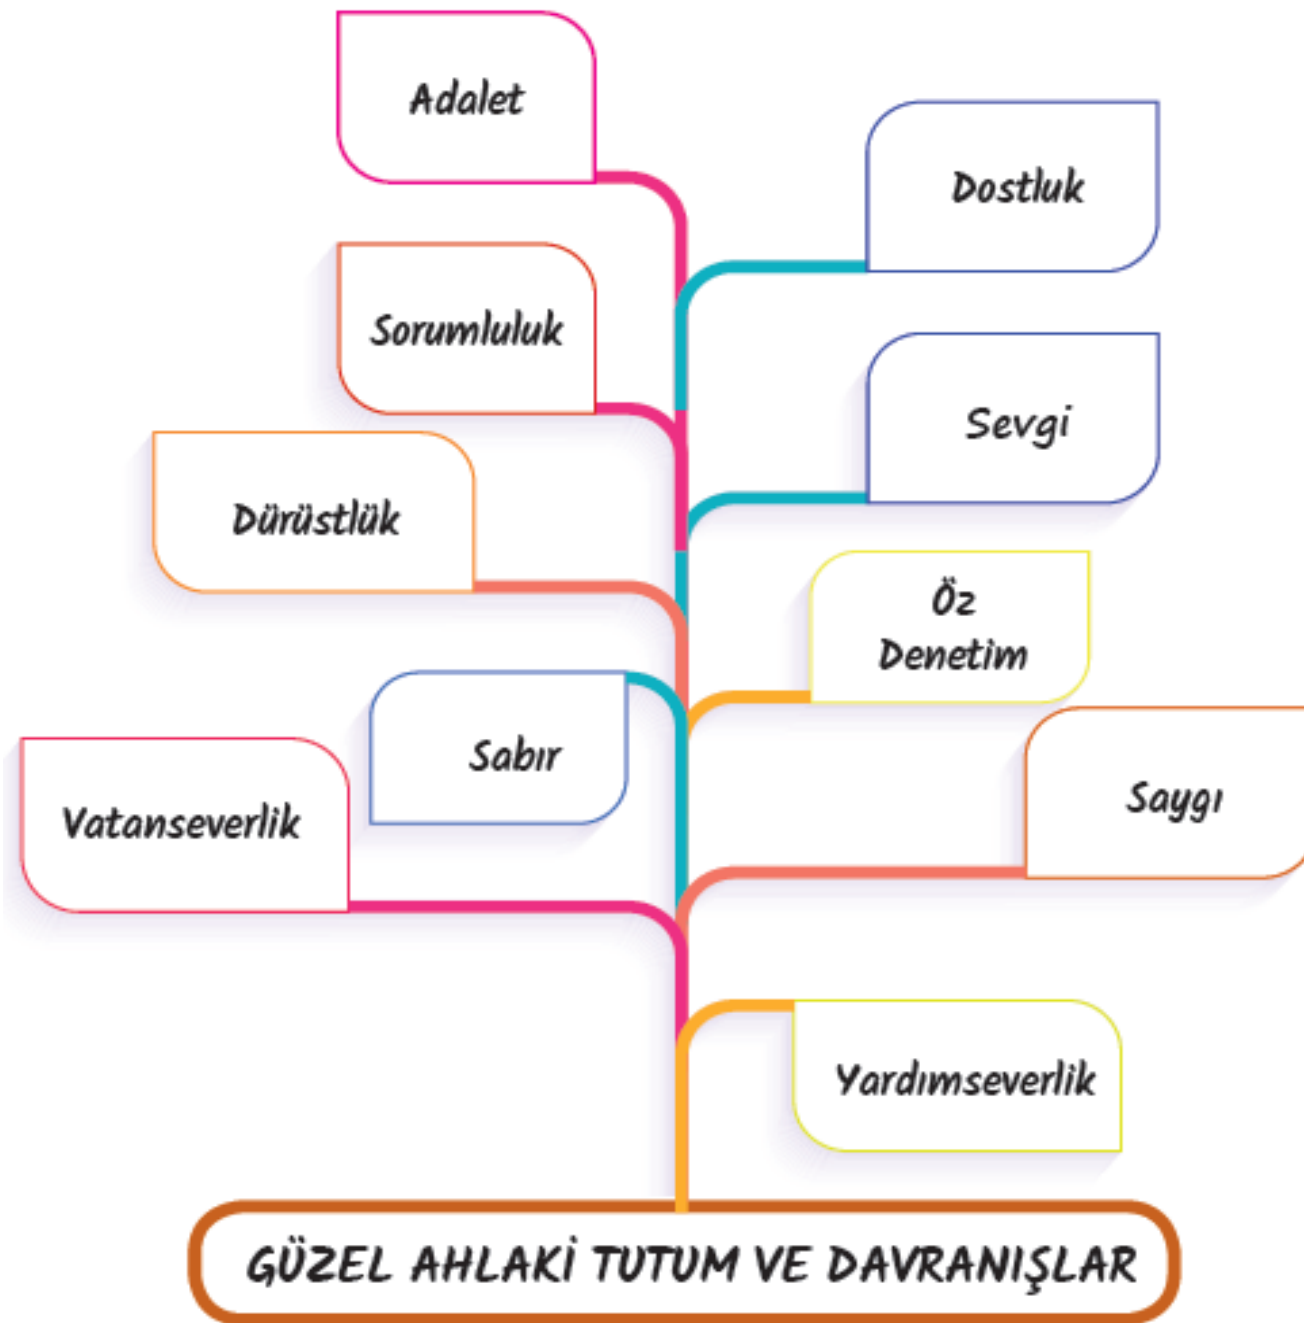 Adalet
Dostluk
Sorumluluk
Sevgi
Dürüstlük
Öz
Denetim
Sabır
Saygı
Vatanseverlik
Yardımseverlik
GÜZEL AHLAKİ TUTUM VE DAVRANIŞLAR